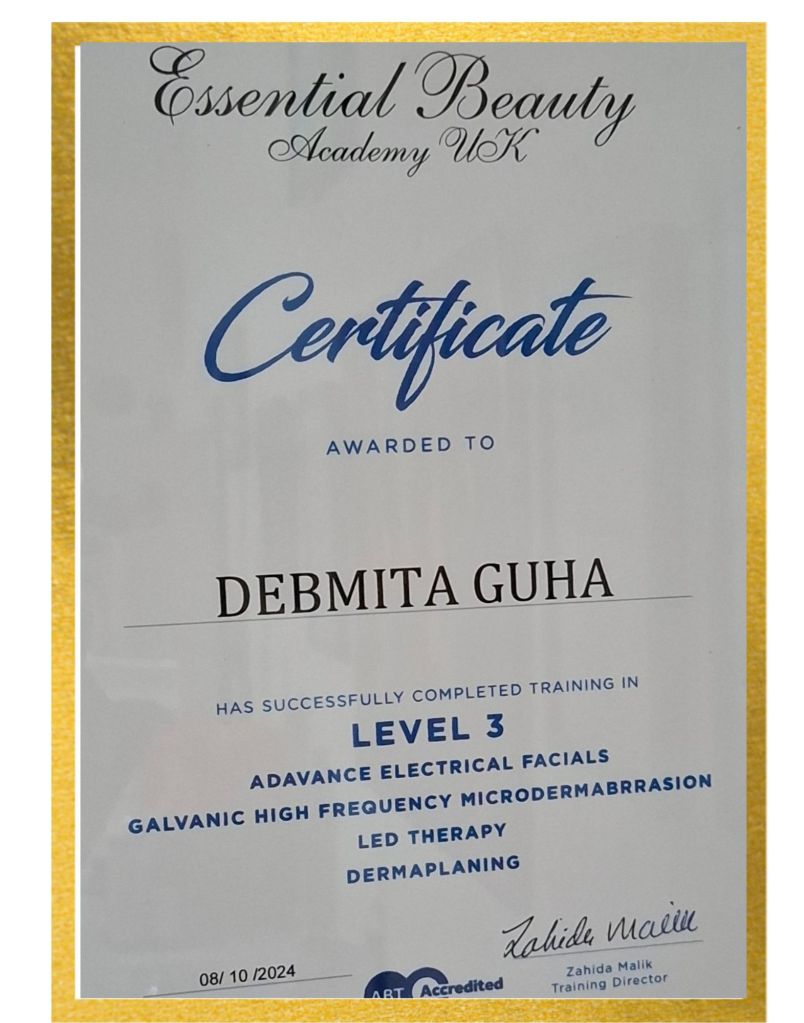 Essential Beauty
Academy UK
Certificate
AWARDED TO
DEBMITA GUHA
HAS SUCCESSFULLY COMPLETED TRAINING IN
LEVEL 3
ADAVANCE ELECTRICAL FACIALS
GALVANIC HIGH FREQUENCY MICRODERMABRRASION
LED THERAPY
DERMAPLANING
Zahida Malik
08/ 10 /2024
ABT Accredited
Zahida Malik
Training Director